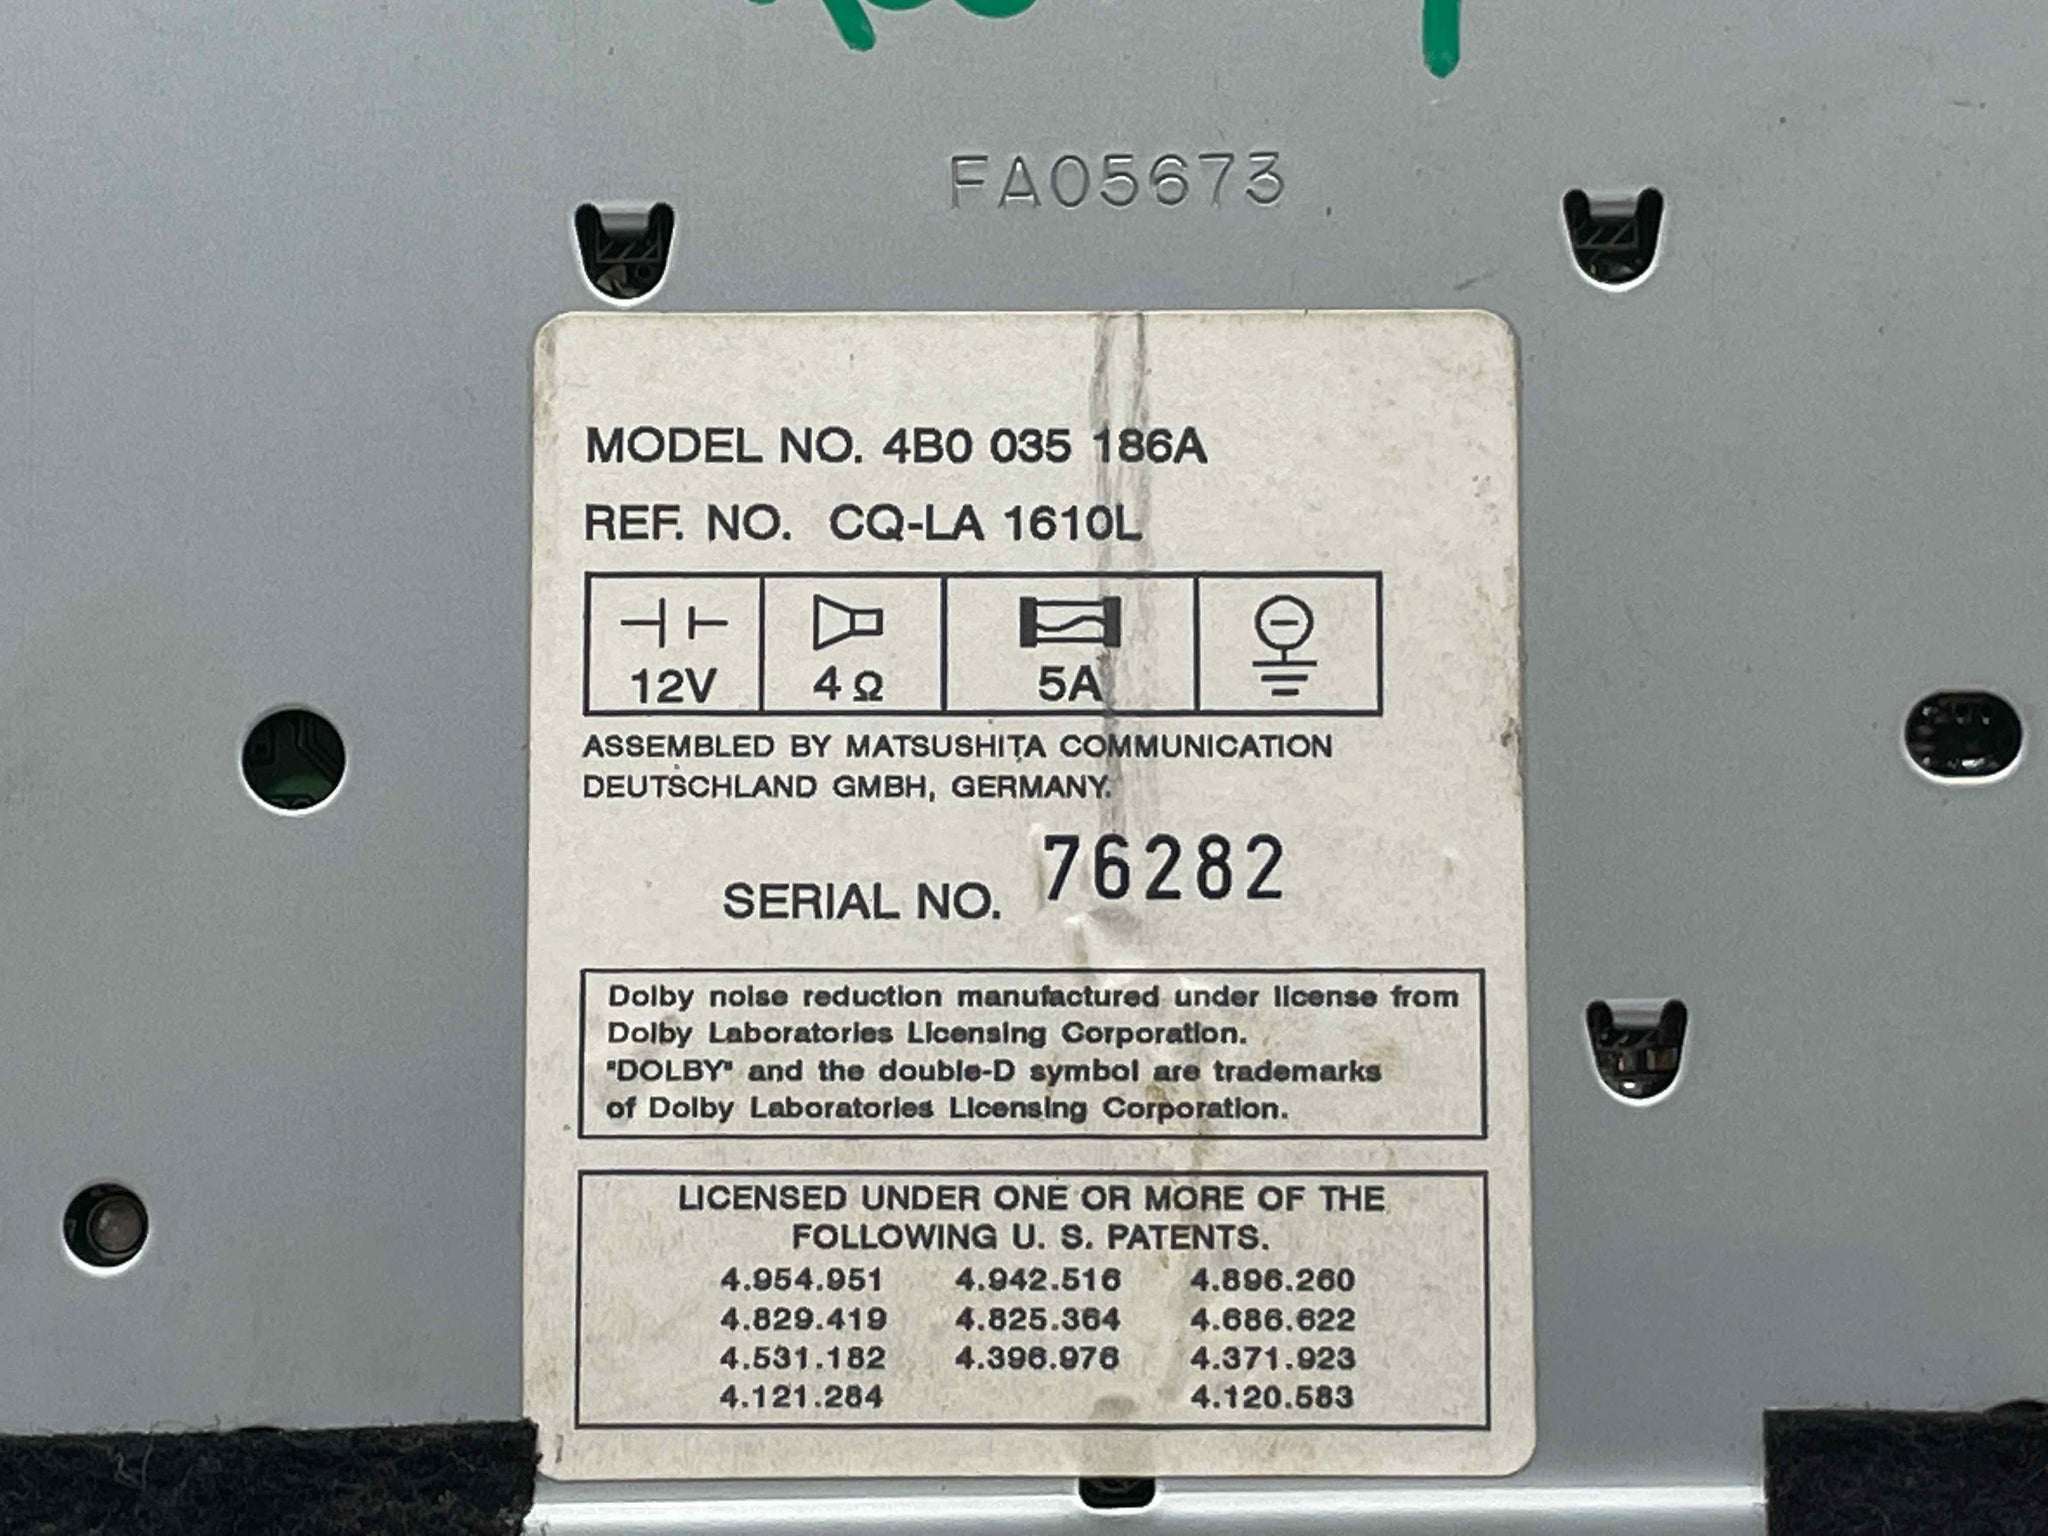 FA05673
MODEL NO. 4B0 035 186A
REF. NO. CQ-LA 1610L
12V 4 Ω 5A
ASSEMBLED BY MATSUSHITA COMMUNICATION
DEUTSCHLAND GMBH, GERMANY.
SERIAL NO. 76282
Dolby noise reduction manufactured under license from
Dolby Laboratories Licensing Corporation.
"DOLBY" and the double-D symbol are trademarks
of Dolby Laboratories Licensing Corporation.
LICENSED UNDER ONE OR MORE OF THE
FOLLOWING U. S. PATENTS.
4.954.951 4.942.516 4.896.260
4.829.419 4.825.364 4.686.622
4.531.182 4.396.976 4.371.923
4.121.284 4.120.583